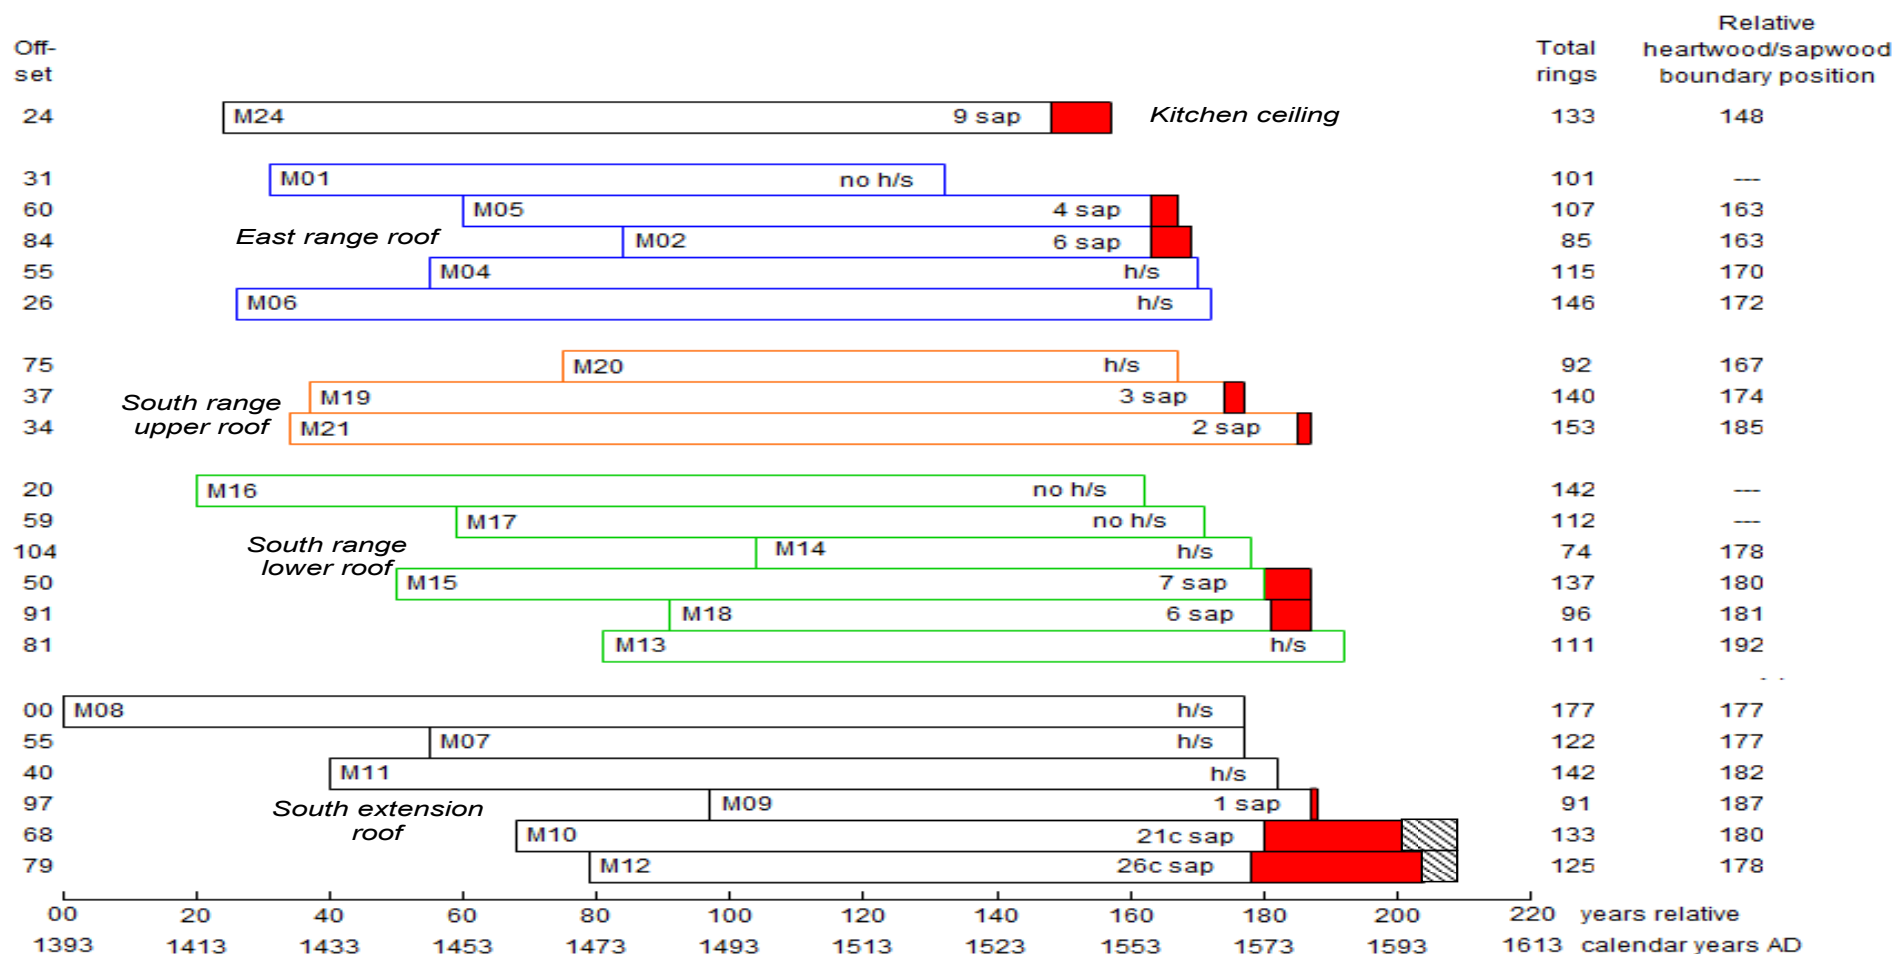 Relative
Off- Total heartwood/sapwood
set rings boundary position
24 M24 9 sap Kitchen ceiling 133 148
31 M01 no h/s 101 ---
60 M05 4 sap 107 163
East range roof
84 M02 6 sap 85 163
55 M04 h/s 115 170
26 M06 h/s 146 172
75 M20 h/s 92 167
37 M19 3 sap 140 174
South range
upper roof
34 M21 2 sap 153 185
20 M16 no h/s 142 ---
59 M17 no h/s 112 ---
South range
lower roof
104 M14 h/s 74 178
50 M15 7 sap 137 180
91 M18 6 sap 96 181
81 M13 h/s 111 192
00 M08 h/s 177 177
55 M07 h/s 122 177
40 M11 h/s 142 182
97 M09 1 sap 91 187
South extension
roof
68 M10 21c sap 133 180
79 M12 26c sap 125 178
00 20 40 60 80 100 120 140 160 180 200 220 years relative
1393 1413 1433 1453 1473 1493 1513 1523 1553 1573 1593 1613 calendar years AD